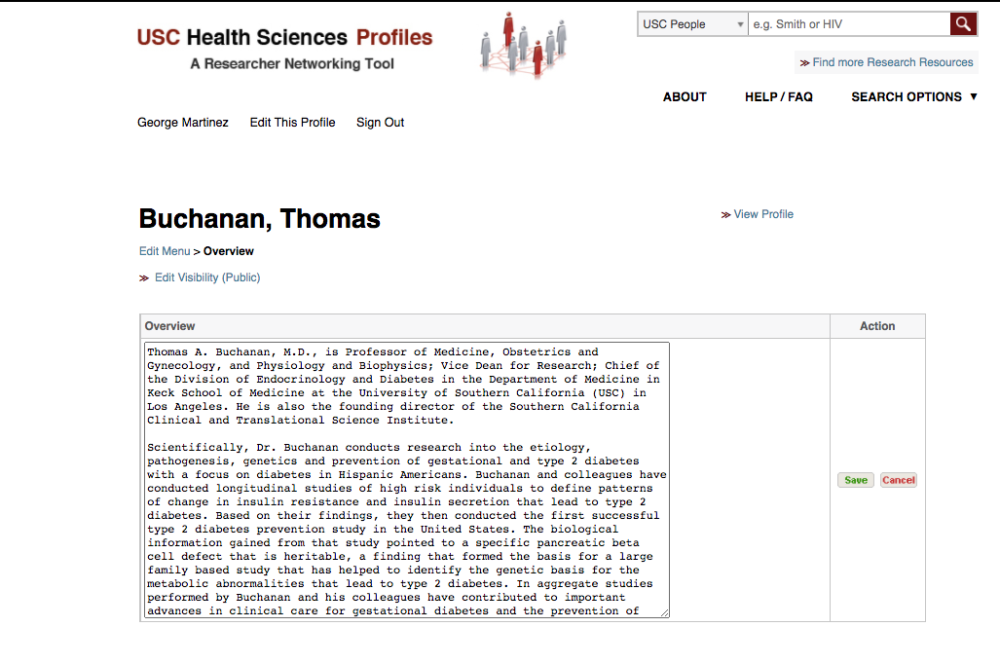 USC Health Sciences Profiles
A Researcher Networking Tool
USC People ▼ e.g. Smith or HIV
≫ Find more Research Resources
ABOUT HELP / FAQ SEARCH OPTIONS ▼
George Martinez Edit This Profile Sign Out
Buchanan, Thomas
≫ View Profile
Edit Menu > Overview
≫ Edit Visibility (Public)
Overview Action
Thomas A. Buchanan, M.D., is Professor of Medicine, Obstetrics and
Gynecology, and Physiology and Biophysics; Vice Dean for Research; Chief of
the Division of Endocrinology and Diabetes in the Department of Medicine in
Keck School of Medicine at the University of Southern California (USC) in
Los Angeles. He is also the founding director of the Southern California
Clinical and Translational Science Institute.
Scientifically, Dr. Buchanan conducts research into the etiology,
pathogenesis, genetics and prevention of gestational and type 2 diabetes
with a focus on diabetes in Hispanic Americans. Buchanan and colleagues have
conducted longitudinal studies of high risk individuals to define patterns
of change in insulin resistance and insulin secretion that lead to type 2
diabetes. Based on their findings, they then conducted the first successful
type 2 diabetes prevention study in the United States. The biological
information gained from that study pointed to a specific pancreatic beta
cell defect that is heritable, a finding that formed the basis for a large
family based study that has helped to identify the genetic basis for the
metabolic abnormalities that lead to type 2 diabetes. In aggregate studies
performed by Buchanan and his colleagues have contributed to important
advances in clinical care for gestational diabetes and the prevention of
Save Cancel